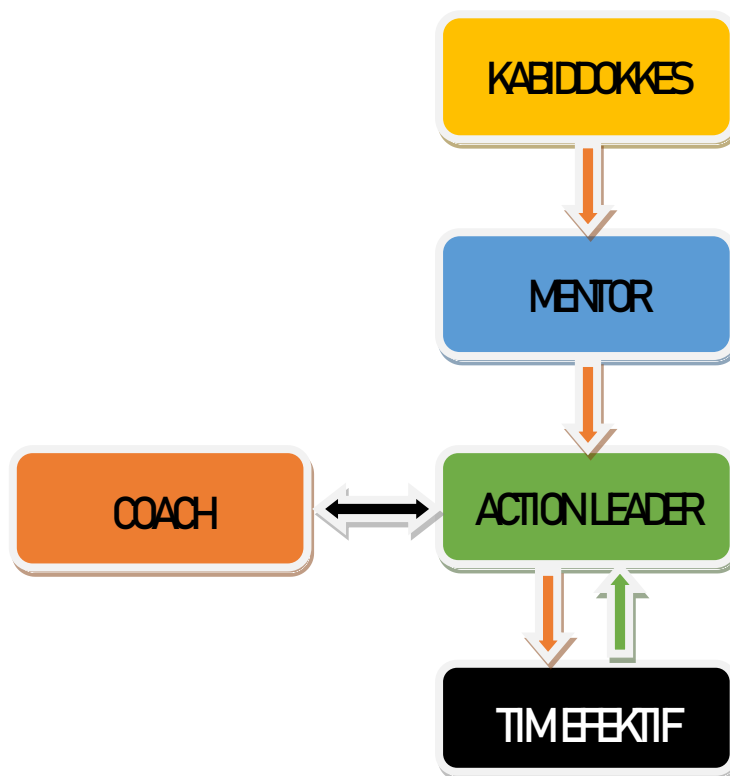 KABIDDOKKES
MENTOR
COACH
ACTION LEADER
TIM EFEKTIF